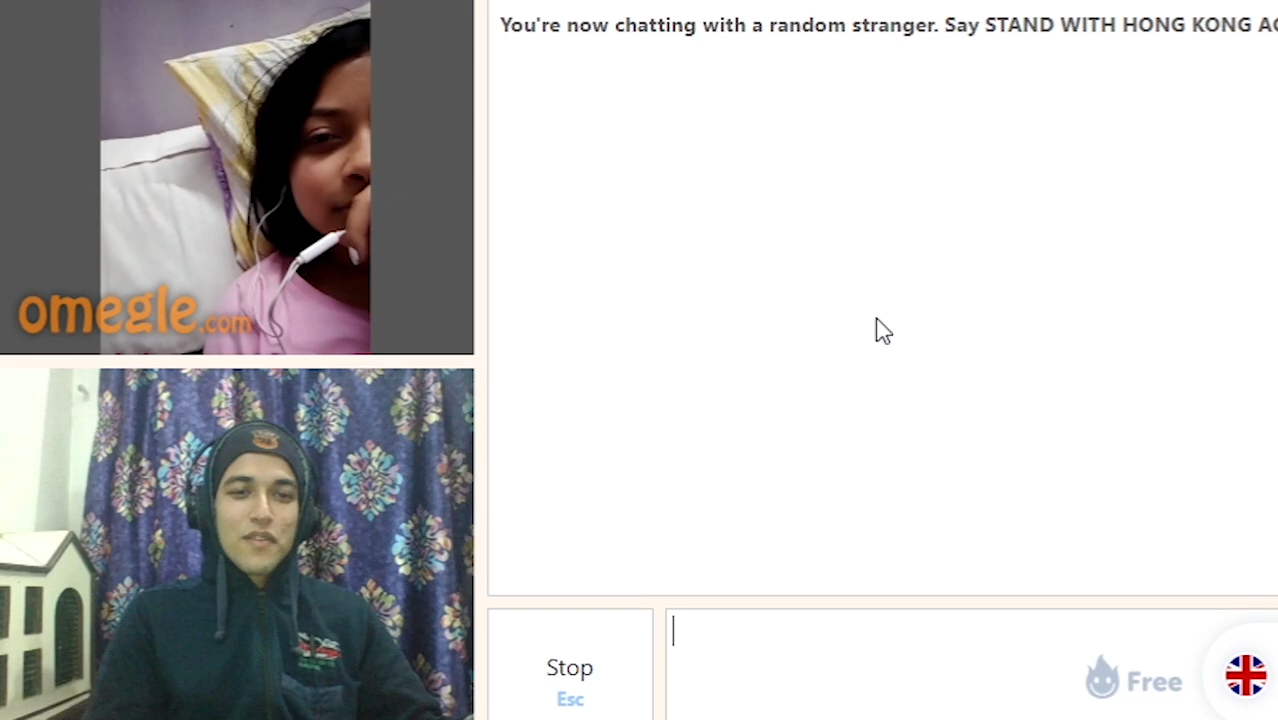 You're now chatting with a random stranger. Say STAND WITH HONG KONG
omegle.com
Stop
Esc
Free